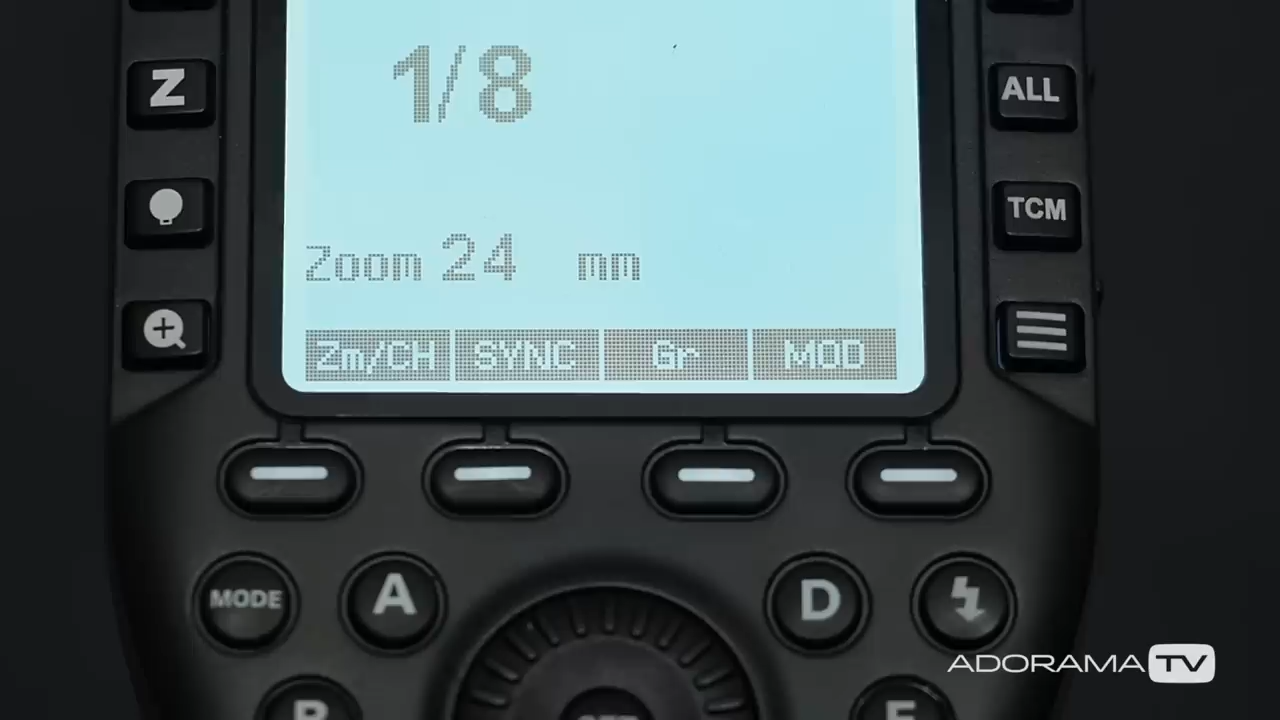 1/8
Z
ALL
TCM
Zoom 24 mm
Zm/CH SYNC Gr MOD
MODE
A
D
ADORAMA TV